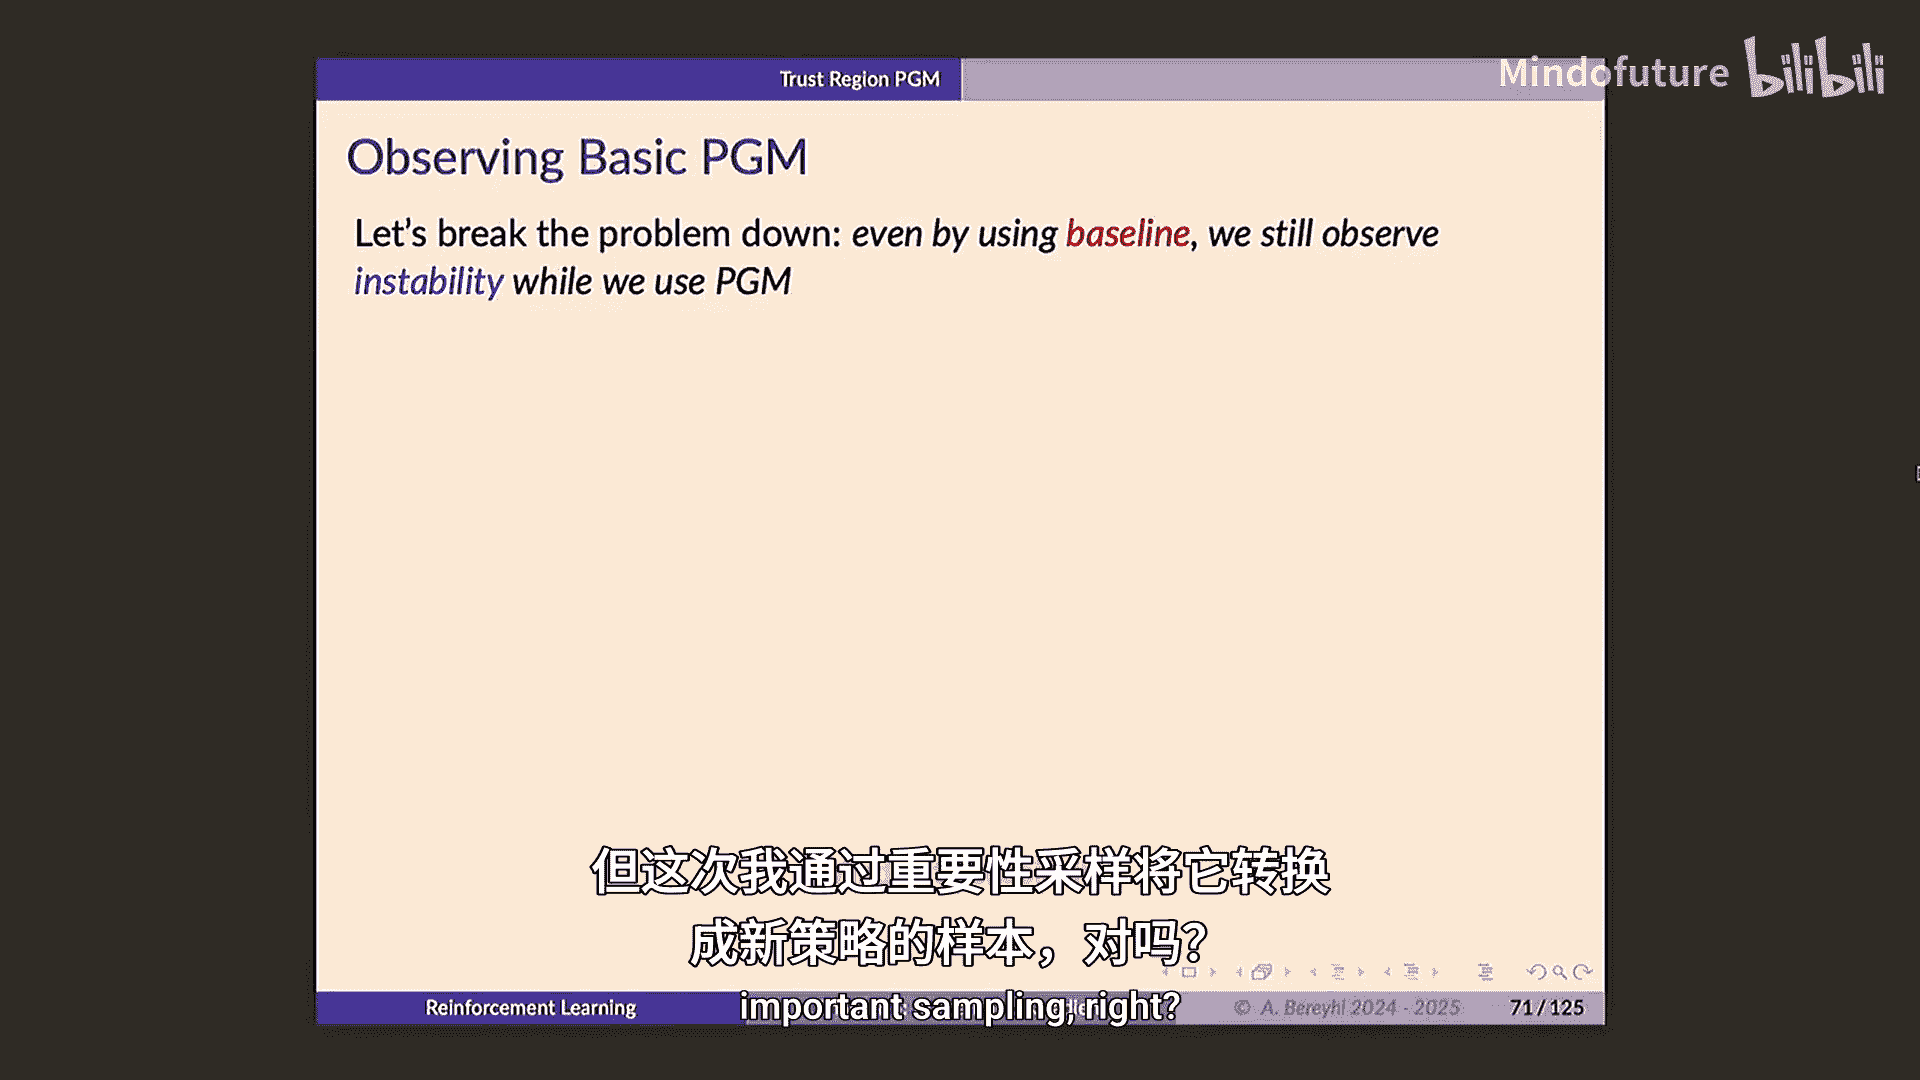 Trust Region PGM
Mindofuture bilibili
Observing Basic PGM
Let's break the problem down: even by using baseline, we still observe
instability while we use PGM
但这次我通过重要性采样将它转换
成新策略的样本，对吗？
important sampling, right?
Reinforcement Learning
© A. Bereyhi 2024 - 2025
71 / 125